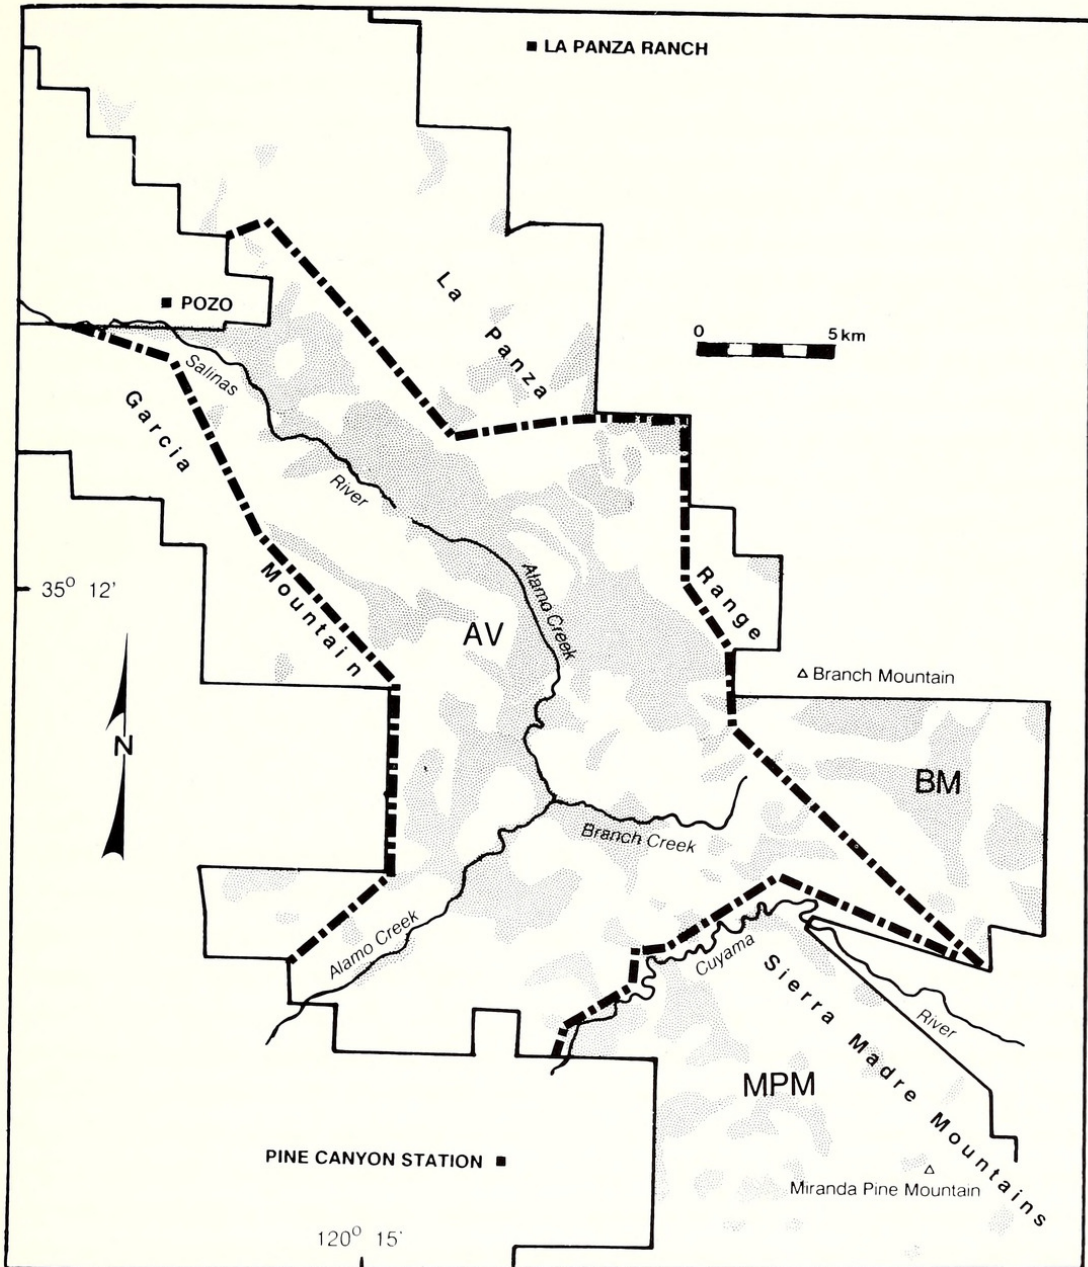 LA PANZA RANCH
La Panza
POZO
0 5 km
Salinas
Garcia
River
Alamo Creek
35° 12'
Mountain
Range
AV
Branch Mountain
N
BM
Branch Creek
Alamo Creek
Cuyama
Sierra Madre Mountains
River
MPM
PINE CANYON STATION
Miranda Pine Mountain
120° 15'